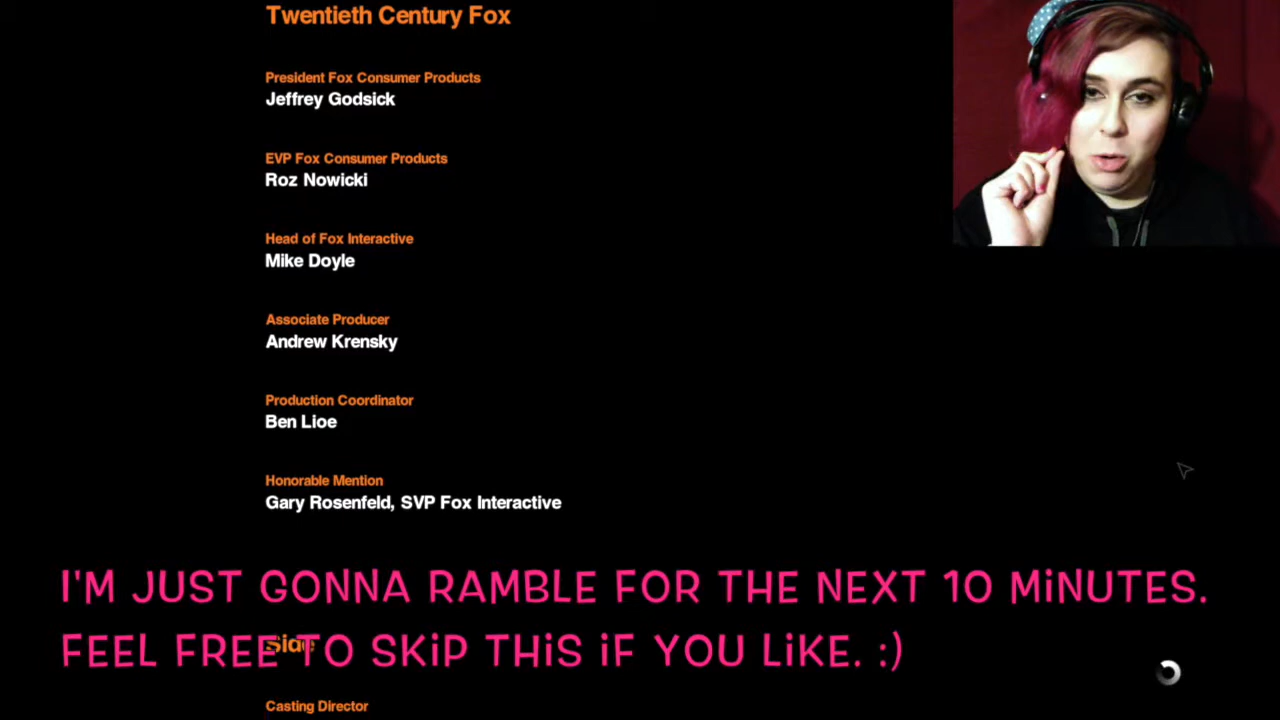 Twentieth Century Fox
President Fox Consumer Products
Jeffrey Godsick
EVP Fox Consumer Products
Roz Nowicki
Head of Fox Interactive
Mike Doyle
Associate Producer
Andrew Krensky
Production Coordinator
Ben Lioe
Honorable Mention
Gary Rosenfeld, SVP Fox Interactive
I'M JUST GONNA RAMBLE FOR THE NEXT 10 MiNUTES.
FEEL FREE TO SKiP THiS iF YOU LiKE. :)
Side
Casting Director